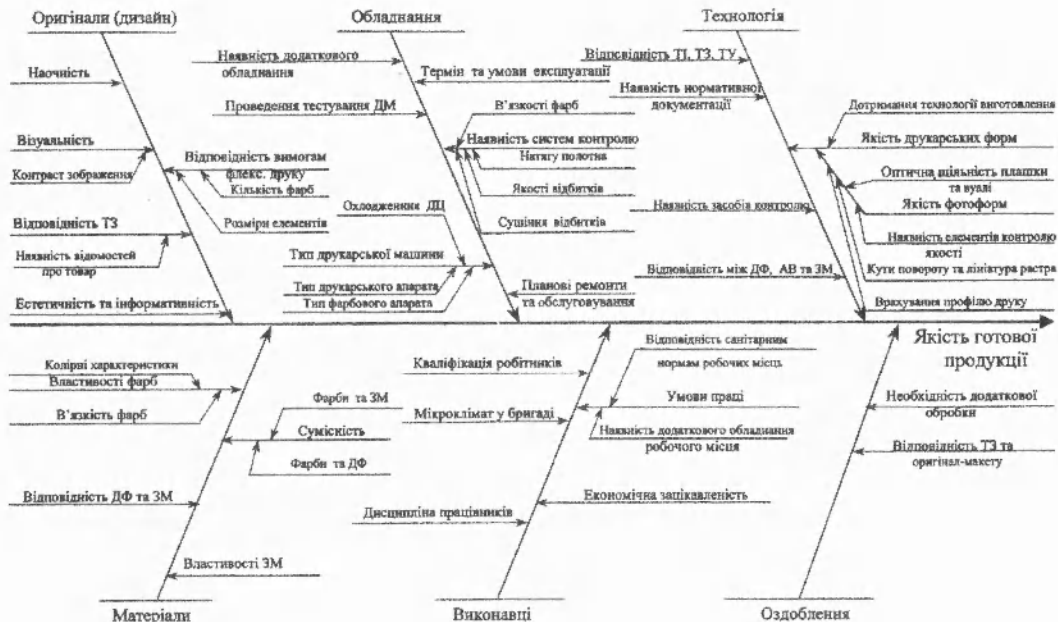 Оригінали (дизайн)
Обладнання
Технологія
Наочність
Візуальність
Контраст зображення
Відповідність вимогам
флекс. друку
Кількість фарб
Розміри елементів
Відповідність ТЗ
Наявність відомостей
про товар
Естетичність та інформативність
Наявність додаткового
обладнання
Термін та умови експлуатації
Проведення тестування ДМ
В'язкості фарб
Наявність систем контролю
Натягу полотна
Якості відбитків
Сушіння відбитків
Охолодження ДЦ
Тип друкарської машини
Тип друкарського апарата
Тип фарбового апарата
Планові ремонти
та обслуговування
Відповідність ТІ, ТЗ, ТУ
Наявність нормативної
документації
Дотримання технології виготовлення
Якість друкарських форм
Оптична щільність плашки
та вуалі
Якість фотоформ
Наявність засобів контролю
Наявність елементів контролю
якості
Кути повороту та лініатура растра
Відповідність між ДФ, АВ та ЗМ
Врахування профілю друку
Якість готової
продукції
Колірні характеристики
Властивості фарб
В'язкість фарб
Фарби та ЗМ
Сумісність
Фарби та ДФ
Відповідність ДФ та ЗМ
Властивості ЗМ
Кваліфікація робітників
Відповідність санітарним
нормам робочих місць
Умови праці
Мікроклімат у бригаді
Наявність додаткового обладнання
робочого місця
Економічна зацікавленість
Дисципліна працівників
Необхідність додаткової
обробки
Відповідність ТЗ та
оригінал-макету
Матеріали
Виконавці
Оздоблення